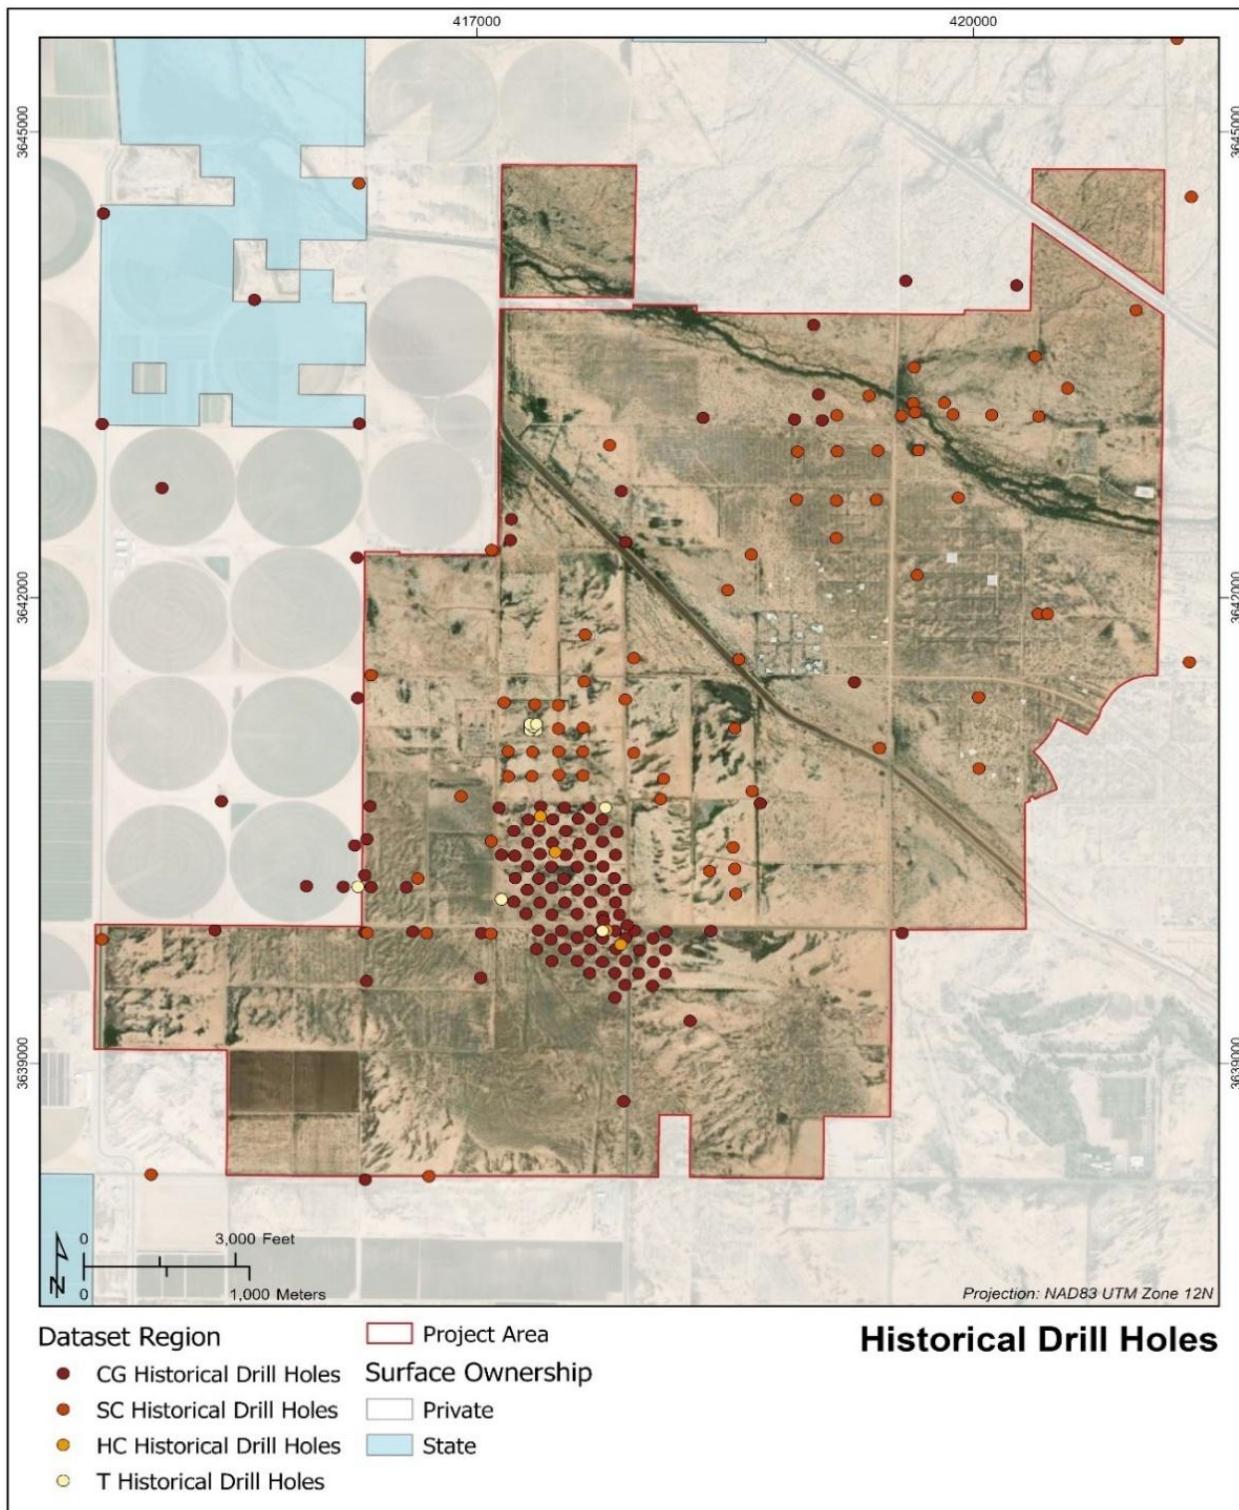 417000 420000
3645000 3645000
3642000 3642000
3639000 3639000
0 3,000 Feet
0 1,000 Meters
N
Projection: NAD83 UTM Zone 12N
Historical Drill Holes
Dataset Region
CG Historical Drill Holes
SC Historical Drill Holes
HC Historical Drill Holes
T Historical Drill Holes
Project Area
Surface Ownership
Private
State